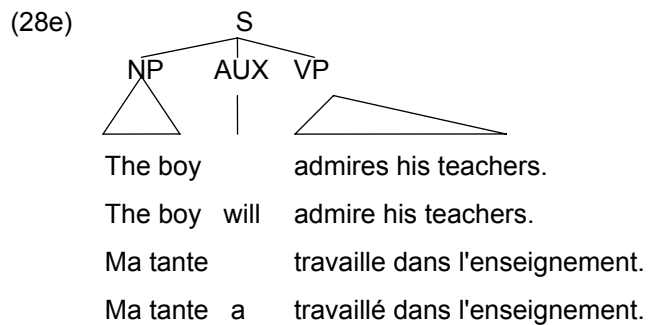 (28e) S
NP AUX VP
The boy admires his teachers.
The boy will admire his teachers.
Ma tante travaille dans l'enseignement.
Ma tante a travaillé dans l'enseignement.